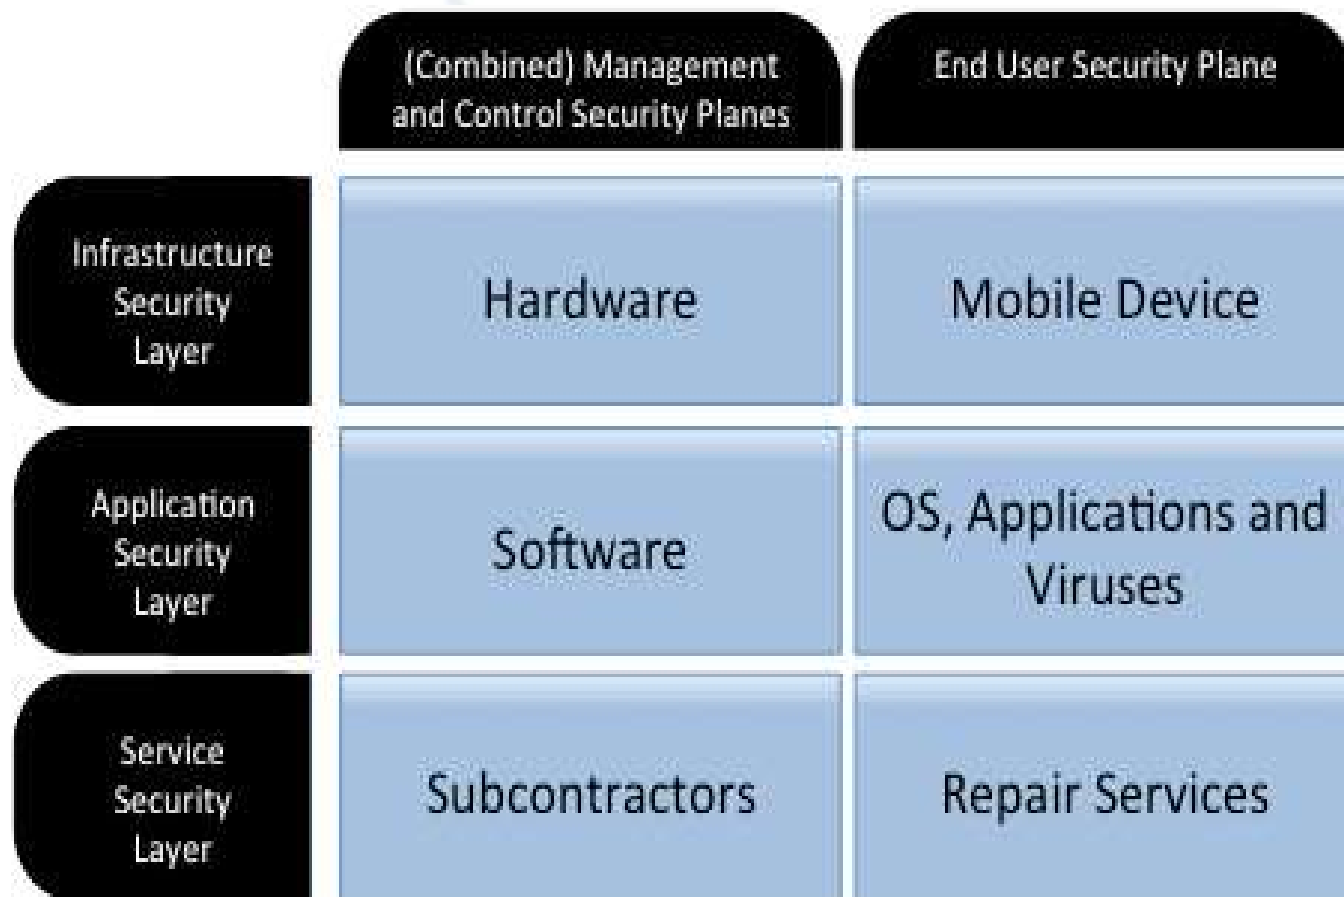 (Combined) Management
and Control Security Planes
End User Security Plane
Infrastructure
Security
Layer
Hardware
Mobile Device
Application
Security
Layer
Software
OS, Applications and
Viruses
Service
Security
Layer
Subcontractors
Repair Services